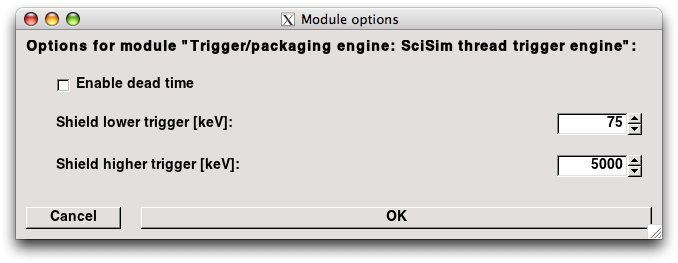 Module options
Options for module "Trigger/packaging engine: SciSim thread trigger engine":
Enable dead time
Shield lower trigger [keV]: 75
Shield higher trigger [keV]: 5000
Cancel OK